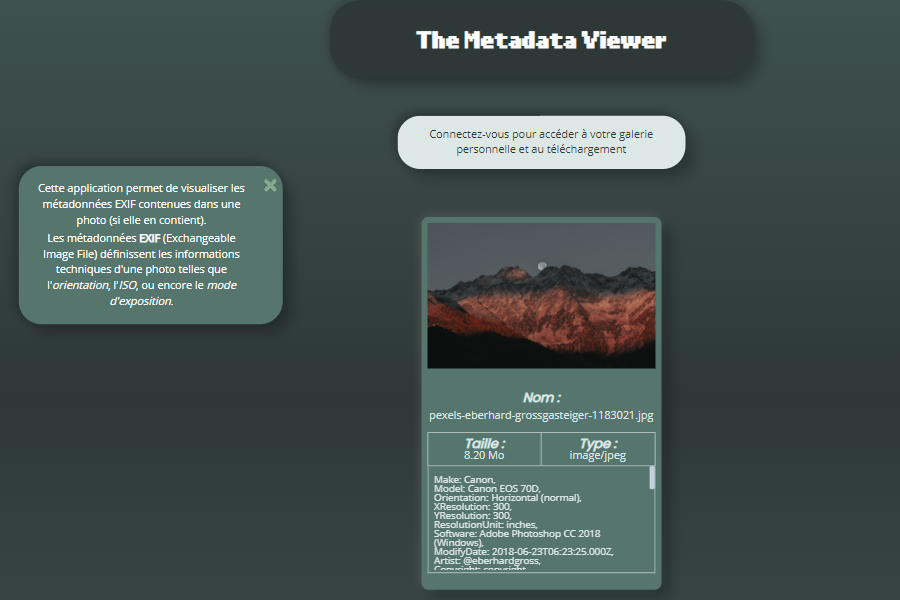 The Metadata Viewer
Connectez-vous pour accéder à votre galerie
personnelle et au téléchargement
Cette application permet de visualiser les
métadonnées EXIF contenues dans une
photo (si elle en contient).
Les métadonnées EXIF (Exchangeable
Image File) définissent les informations
techniques d'une photo telles que
l'orientation, l'ISO, ou encore le mode
d'exposition.
Nom :
pexels-eberhard-grossgasteiger-1183021.jpg
Taille :
8.20 Mo
Type :
image/jpeg
Make: Canon,
Model: Canon EOS 70D,
Orientation: Horizontal (normal),
XResolution: 300,
YResolution: 300,
ResolutionUnit: inches,
Software: Adobe Photoshop CC 2018
(Windows),
ModifyDate: 2018-06-23T06:23:25.000Z,
Artist: @eberhardgross,
Copyright: copyright